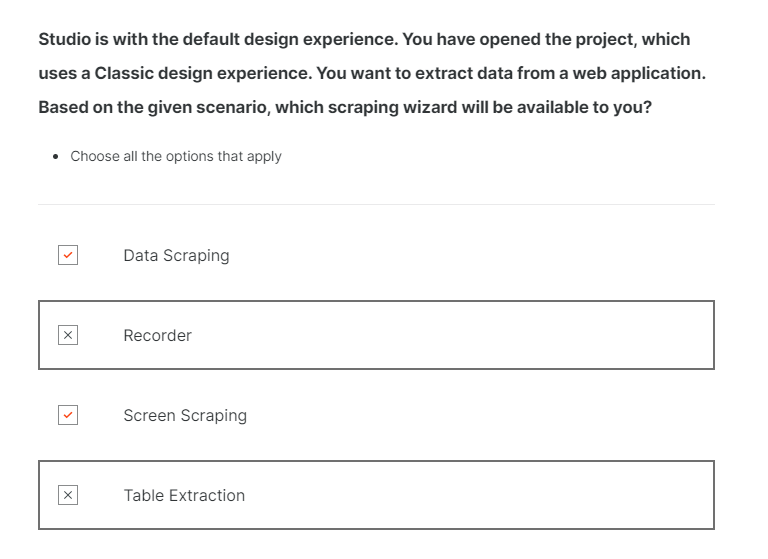 Studio is with the default design experience. You have opened the project, which
uses a Classic design experience. You want to extract data from a web application.
Based on the given scenario, which scraping wizard will be available to you?
• Choose all the options that apply
Data Scraping
Recorder
Screen Scraping
Table Extraction